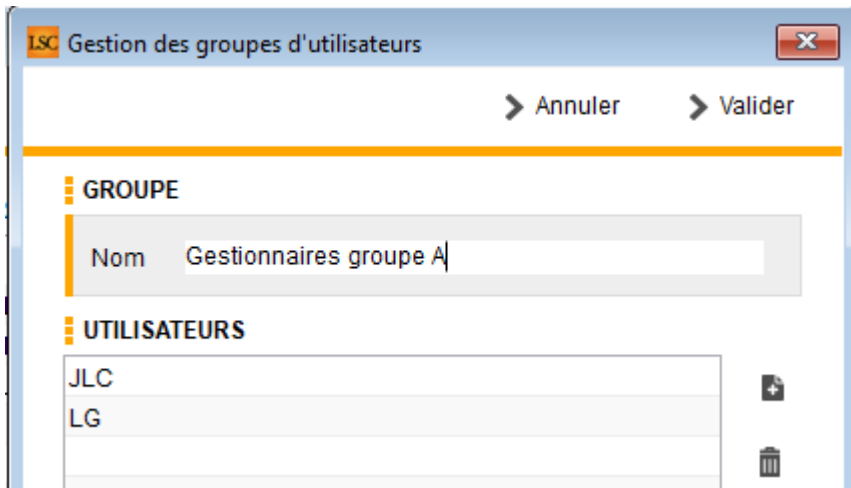 LSC Gestion des groupes d'utilisateurs
Annuler Valider
GROUPE
Nom Gestionnaires groupe A
UTILISATEURS
JLC
LG